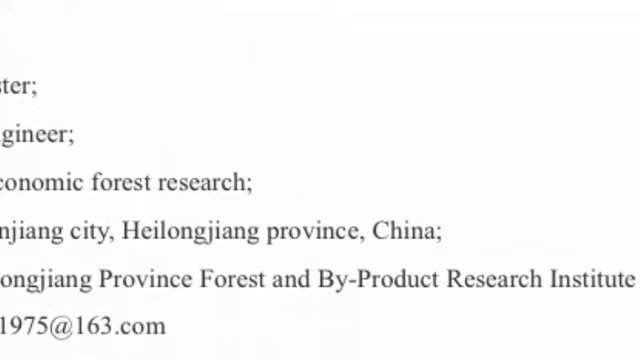 ster;
gineer;
conomic forest research;
njiang city, Heilongjiang province, China;
ongjiang Province Forest and By-Product Research Institute
1975@163.com